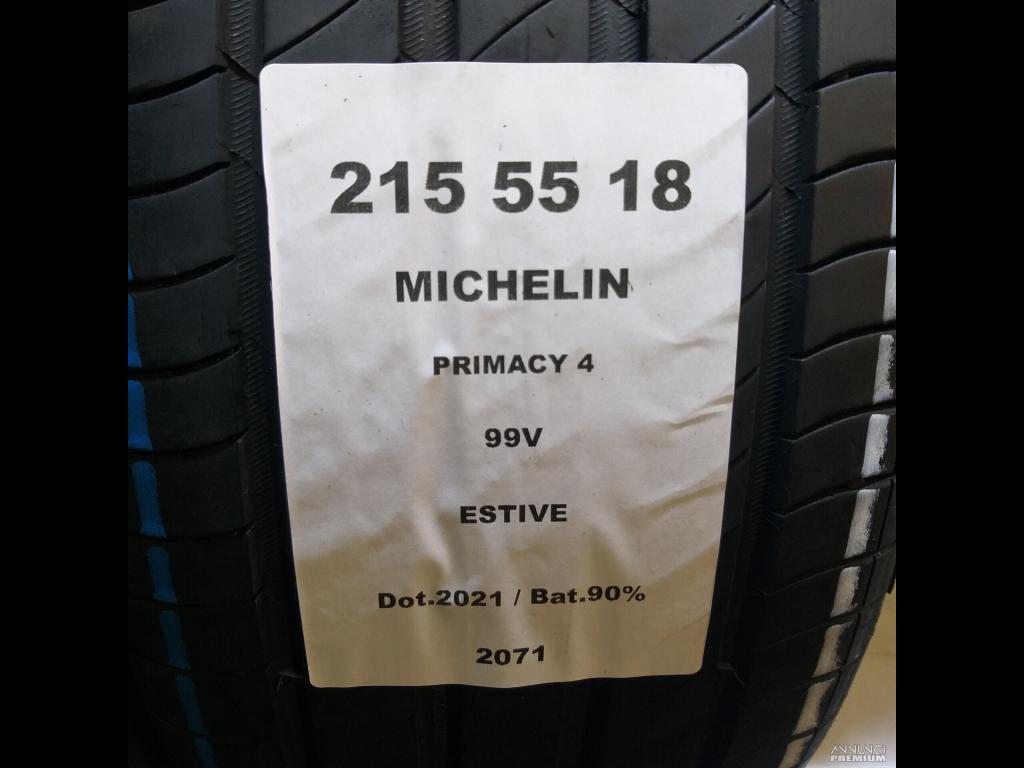 215 55 18
MICHELIN
PRIMACY 4
99V
ESTIVE
Dot.2021 / Bat.90%
2071
ANNUNCI
PREMIUM